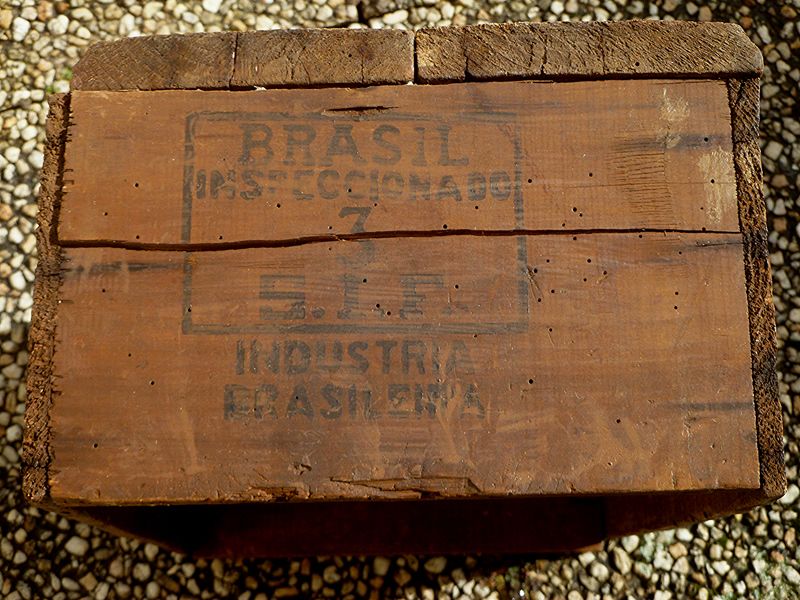 BRASIL
INSPECCIONADO
3
S.I.F.
INDUSTRIA
BRASILEIRA